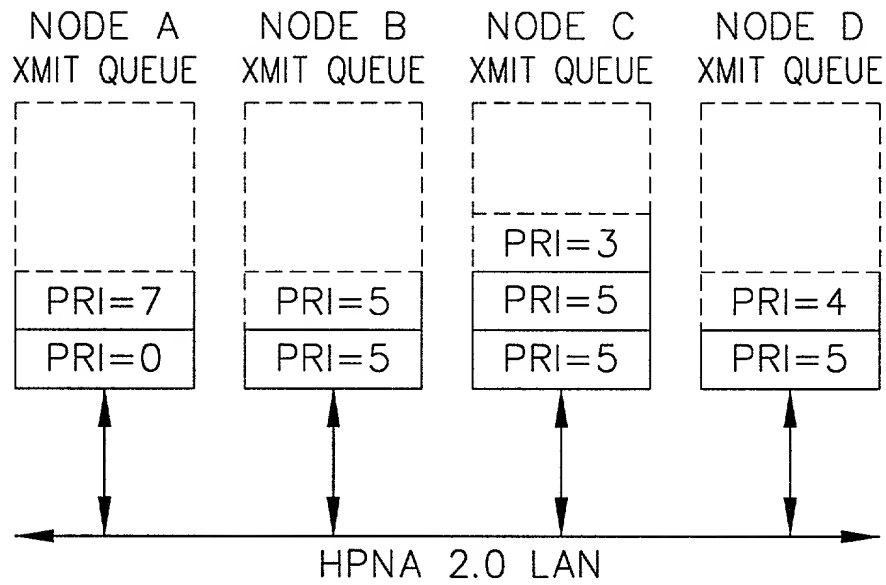 NODE A NODE B NODE C NODE D
XMIT QUEUE XMIT QUEUE XMIT QUEUE XMIT QUEUE
PRI=3
PRI=7 PRI=5 PRI=5 PRI=4
PRI=0 PRI=5 PRI=5 PRI=5
HPNA 2.0 LAN